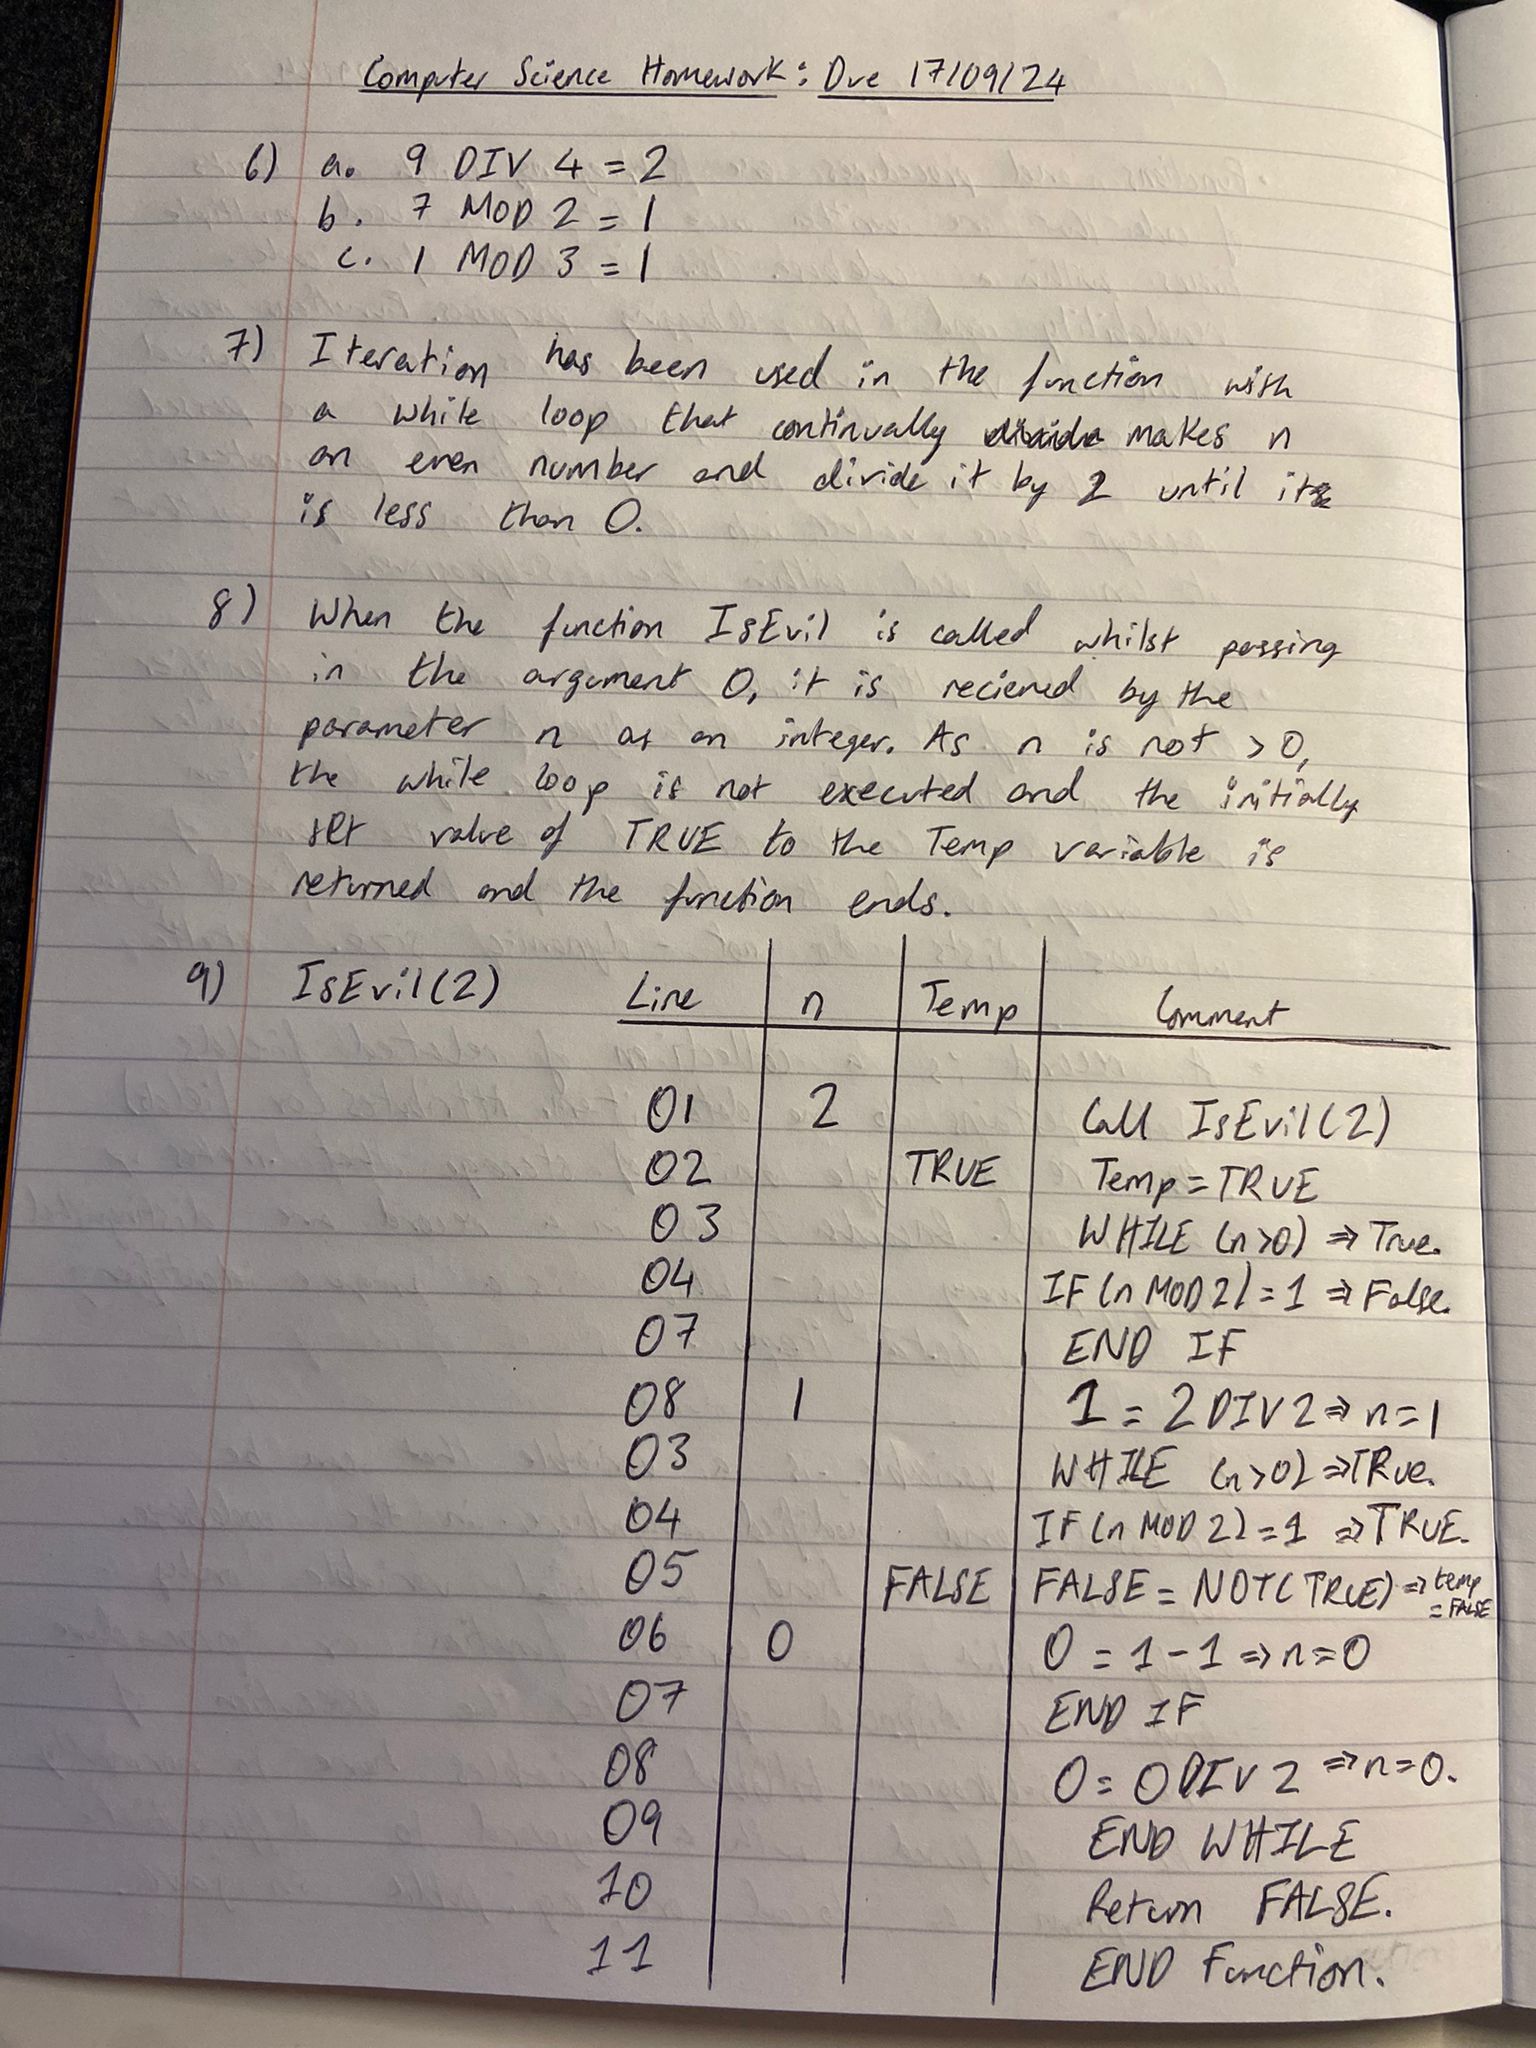 Computer Science Homework: Due 17/09/24
6) a. 9 DIV 4 = 2
b. 7 MOD 2 = 1
c. 1 MOD 3 = 1
7) Iteration has been used in the function with
a while loop that continually makes n
an even number and divide it by 2 until it
is less than 0.
8) When the function IsEvil is called whilst passing
in the argument 0, it is recieved by the
parameter n as an integer. As n is not > 0,
the while loop is not executed and the initially
set value of TRUE to the Temp variable is
returned and the function ends.
9) IsEvil(2) Line n Temp Comment
01 2 Call IsEvil(2)
02 TRUE Temp = TRUE
03 WHILE (n>0) ⇒ True.
04 IF (n MOD 2) = 1 ⇒ False.
07 END IF
08 1 1 = 2 DIV 2 ⇒ n = 1
03 WHILE (n>0) ⇒ TRue.
04 IF (n MOD 2) = 1 ⇒ TRUE.
05 FALSE FALSE = NOT(TRUE) ⇒ temp = FALSE
06 0 0 = 1 - 1 ⇒ n = 0
07 END IF
08 0 = 0 DIV 2 ⇒ n = 0.
09 END WHILE
10 Return FALSE.
11 END Function.